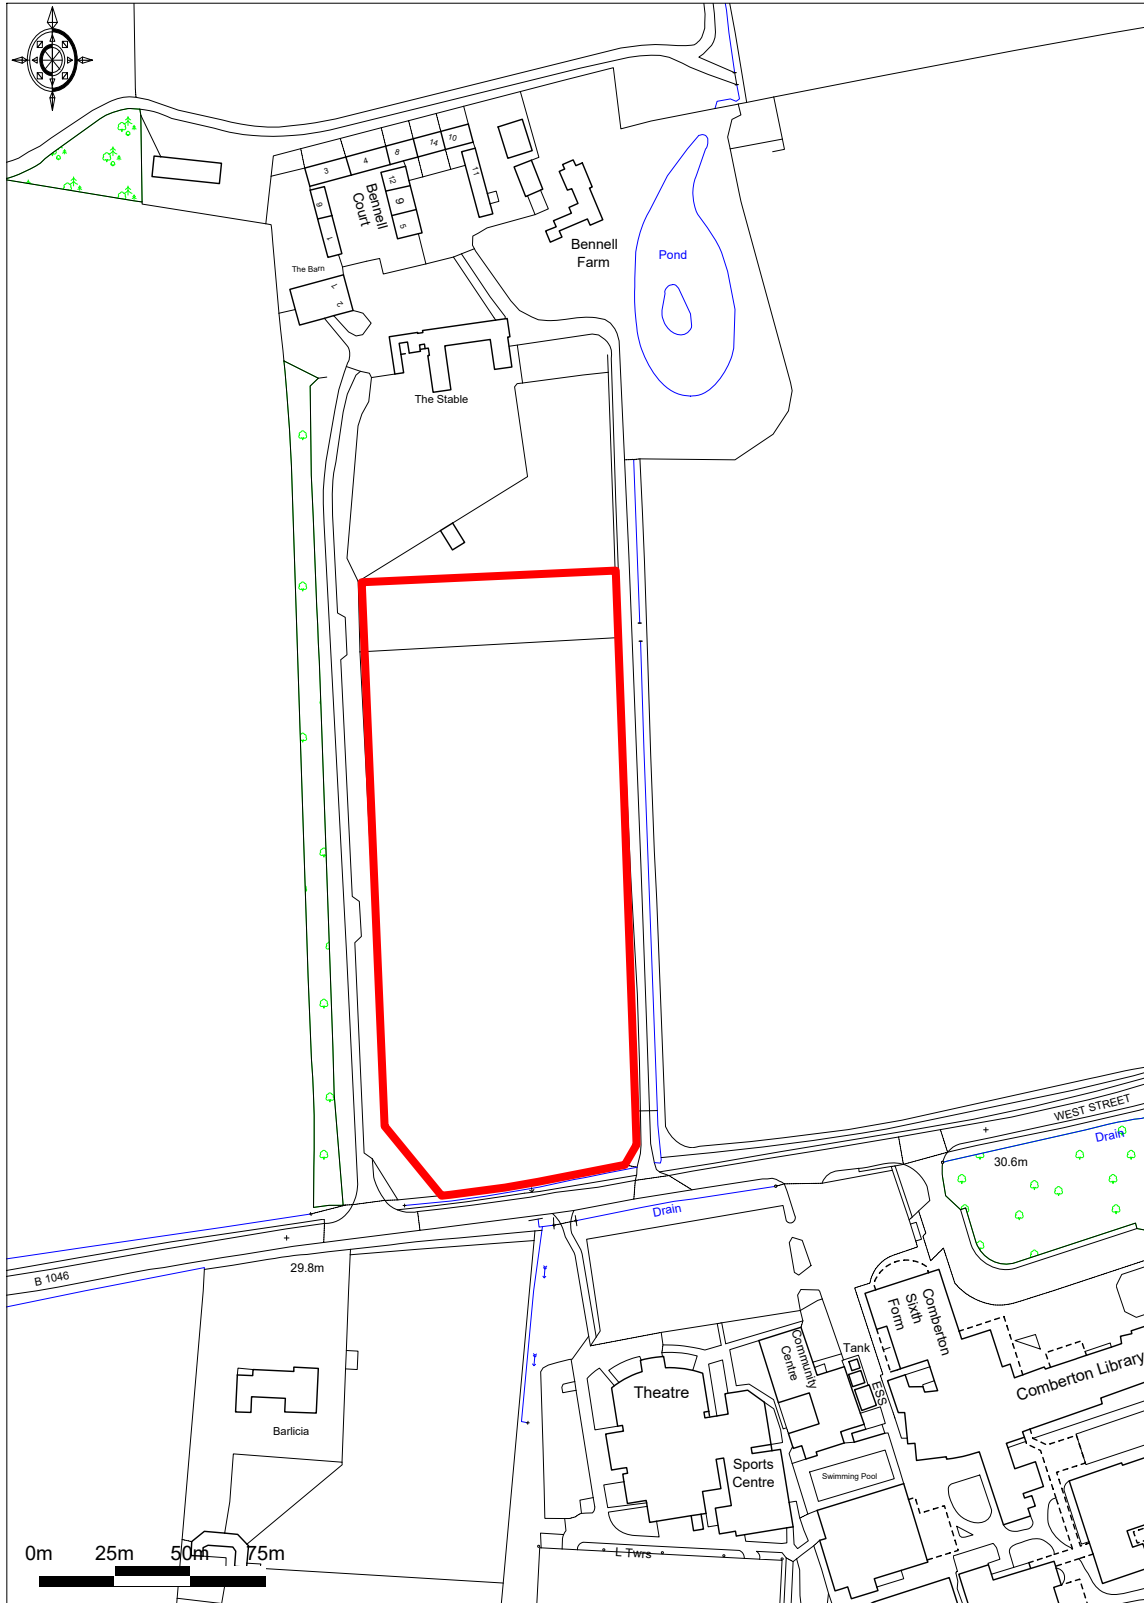 10
14
8
4
3
11
12
9
5
Bennell
Court
9
1
Bennell
Farm
Pond
The Barn
1
2
The Stable
WEST STREET
Drain
30.6m
Drain
B 1046
29.8m
Comberton
Sixth
Form
Community
Centre
Tank
ESS
Comberton Library
Theatre
Barlicia
Sports
Centre
Swimming Pool
L Twrs
0m 25m 50m 75m